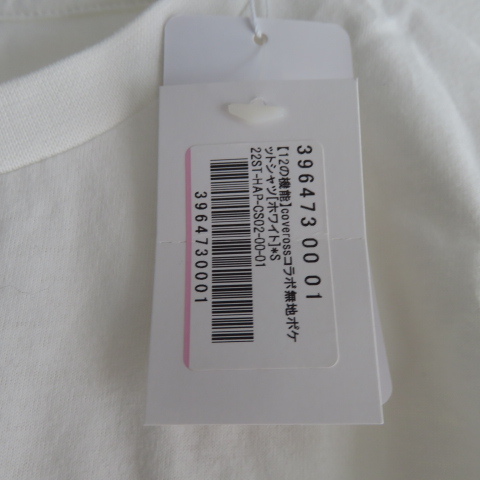 396473 00 01
【12の機能】coverossコラボ無地ポケ
ットシャツ[ホワイト]*S
22ST-HAP-CS02-00-01
3964730001